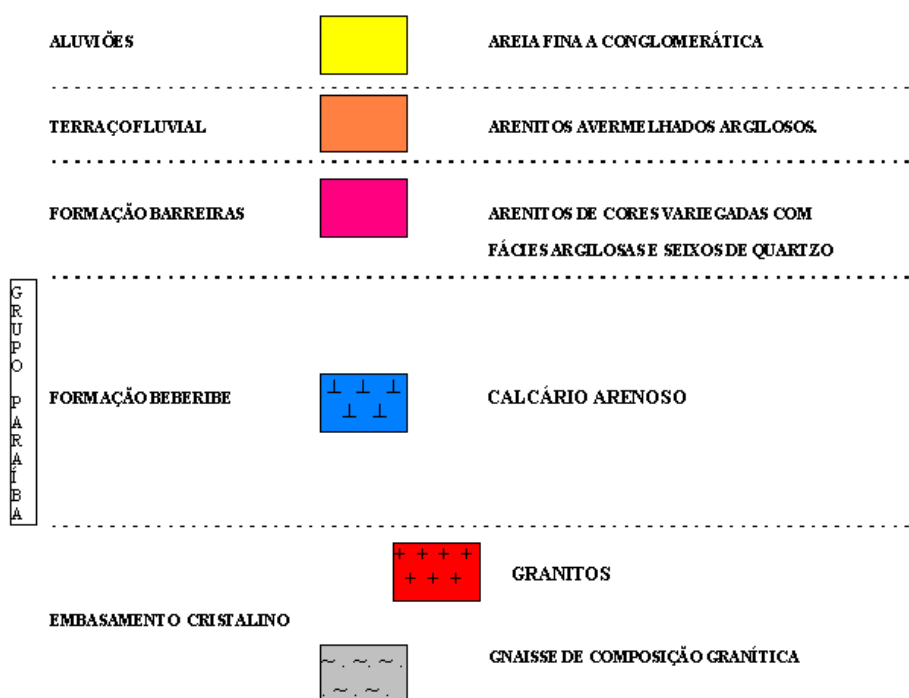 ALUVIÕES AREIA FINA A CONGLOMERÁTICA
TERRAÇO FLUVIAL ARENITOS AVERMELHADOS ARGILOSOS.
FORMAÇÃO BARREIRAS ARENITOS DE CORES VARIEGADAS COM
FÁCIES ARGILOSAS E SEIXOS DE QUARTZO
GRUPO PARAÍBA
FORMAÇÃO BEBERIBE CALCÁRIO ARENOSO
GRANITOS
EMBASAMENTO CRISTALINO
GNAISSE DE COMPOSIÇÃO GRANÍTICA